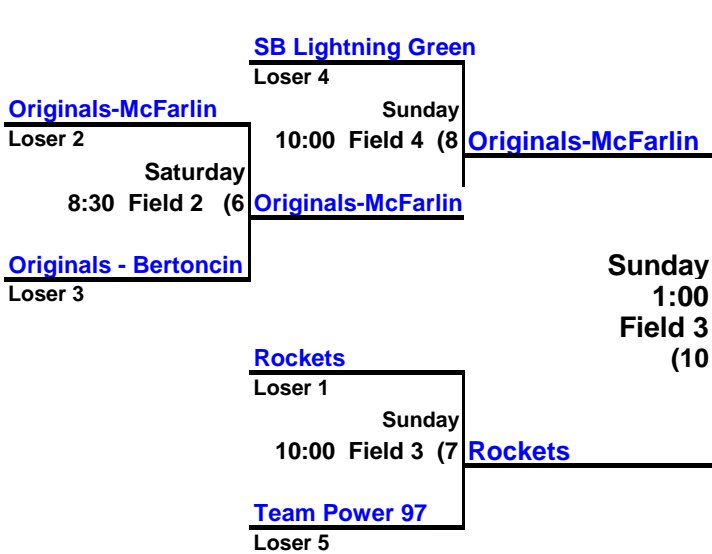 SB Lightning Green
Loser 4
Originals-McFarlin
Sunday
Loser 2
10:00 Field 4 (8
Originals-McFarlin
Saturday
8:30 Field 2 (6
Originals-McFarlin
Originals - Bertoncin
Loser 3
Sunday
1:00
Field 3
(10
Rockets
Loser 1
Sunday
10:00 Field 3 (7
Rockets
Team Power 97
Loser 5